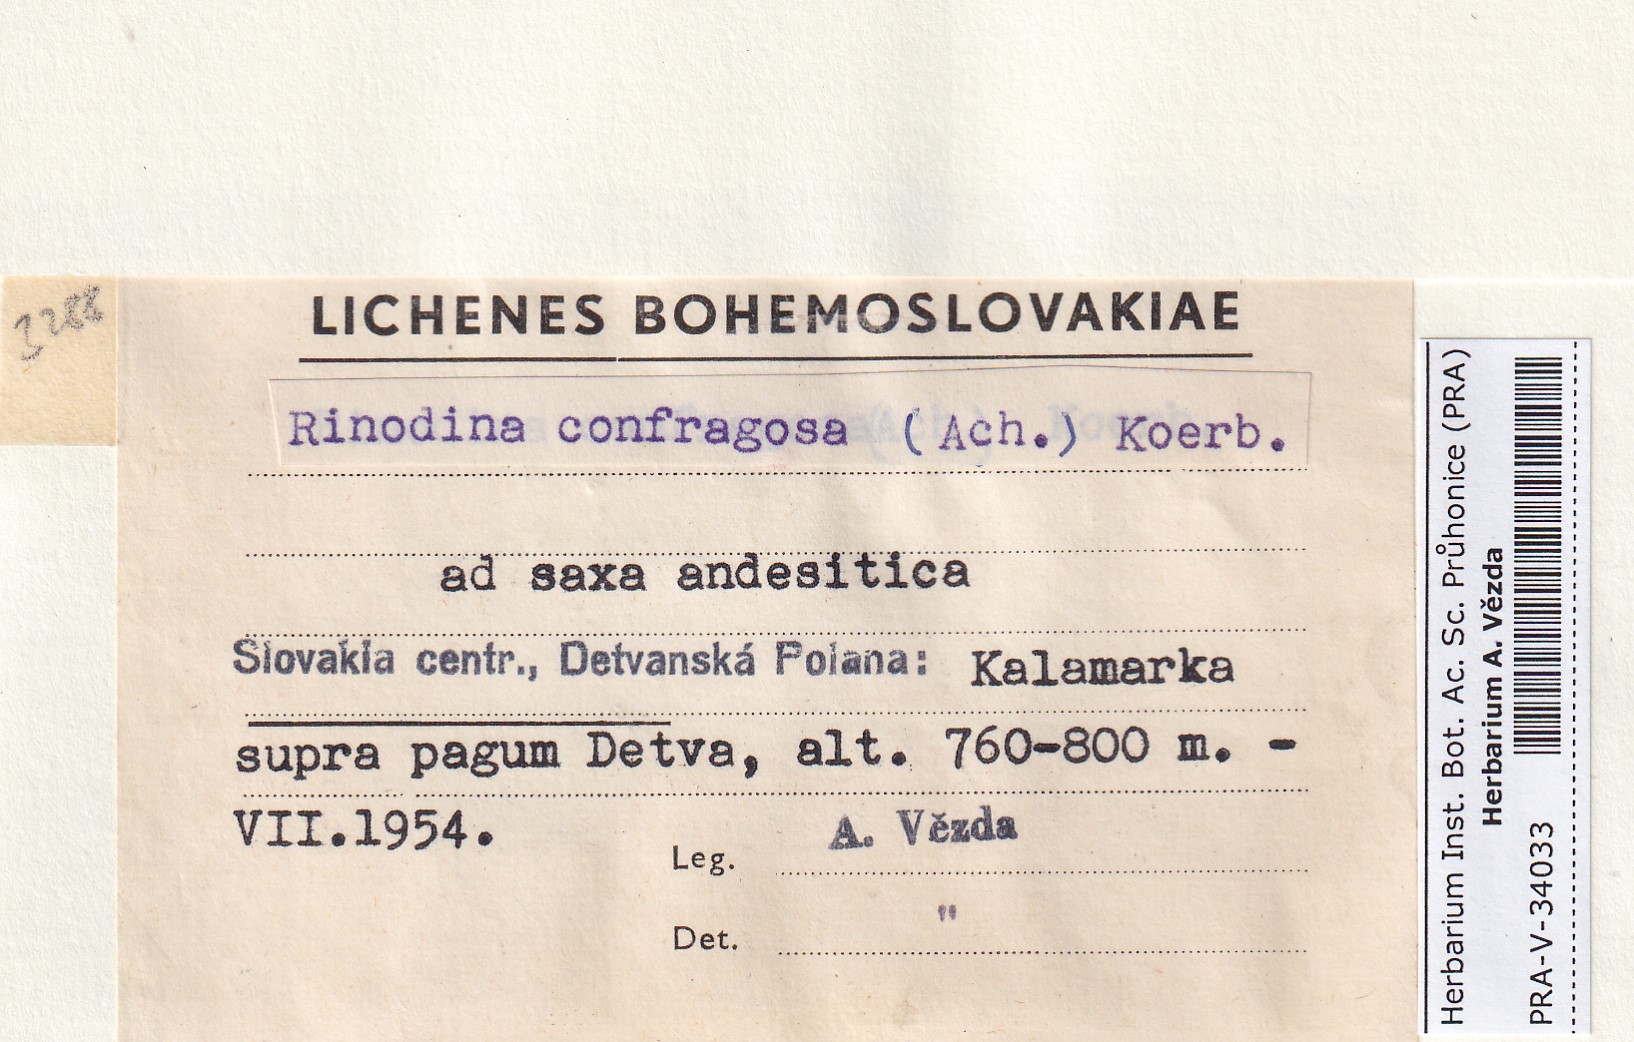 3288
LICHENES BOHEMOSLOVAKIAE
Rinodina confragosa (Ach.) Koerb.
ad saxa andesitica
Slovakia centr., Detvanská Polana: Kalamarka
supra pagum Detva, alt. 760-800 m. -
VII.1954.
Leg. A. Vězda
Det. "
Herbarium Inst. Bot. Ac. Sc. Průhonice (PRA)
Herbarium A. Vězda
PRA-V-34033